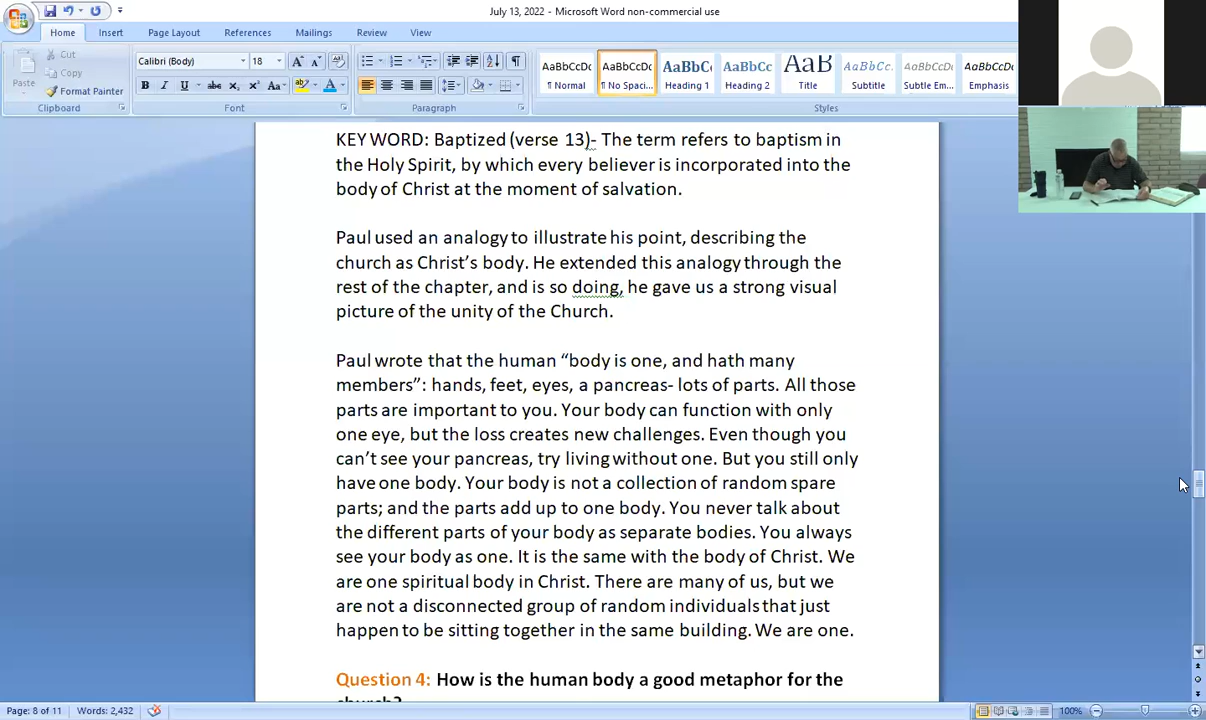 July 13, 2022 - Microsoft Word non-commercial use
Home Insert Page Layout References Mailings Review View
Paste
Cut
Copy
Format Painter
Clipboard
Calibri (Body) 18
Font
Paragraph
AaBbCcDc AaBbCcDc AaBbC AaBbCc AaB AaBbCc. AaBbCcDc AaBbCcDc
¶ Normal ¶ No Spaci... Heading 1 Heading 2 Title Subtitle Subtle Em... Emphasis
Styles
KEY WORD: Baptized (verse 13)- The term refers to baptism in
the Holy Spirit, by which every believer is incorporated into the
body of Christ at the moment of salvation.
Paul used an analogy to illustrate his point, describing the
church as Christ’s body. He extended this analogy through the
rest of the chapter, and is so doing, he gave us a strong visual
picture of the unity of the Church.
Paul wrote that the human “body is one, and hath many
members”: hands, feet, eyes, a pancreas- lots of parts. All those
parts are important to you. Your body can function with only
one eye, but the loss creates new challenges. Even though you
can’t see your pancreas, try living without one. But you still only
have one body. Your body is not a collection of random spare
parts; and the parts add up to one body. You never talk about
the different parts of your body as separate bodies. You always
see your body as one. It is the same with the body of Christ. We
are one spiritual body in Christ. There are many of us, but we
are not a disconnected group of random individuals that just
happen to be sitting together in the same building. We are one.
Question 4: How is the human body a good metaphor for the
church?
Page: 8 of 11 Words: 2,432 100%